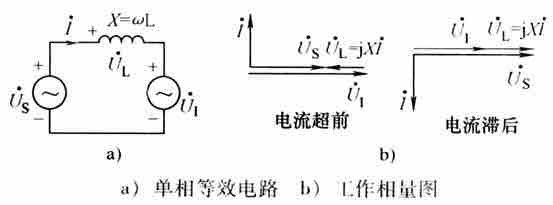 İ X=ωL
+ + U̇L +
U̇S U̇I
− −
a)
U̇S U̇L=jXİ
İ U̇I
电流超前
U̇I U̇L=jXİ
İ U̇S
电流滞后
b)
a) 单相等效电路 b) 工作相量图